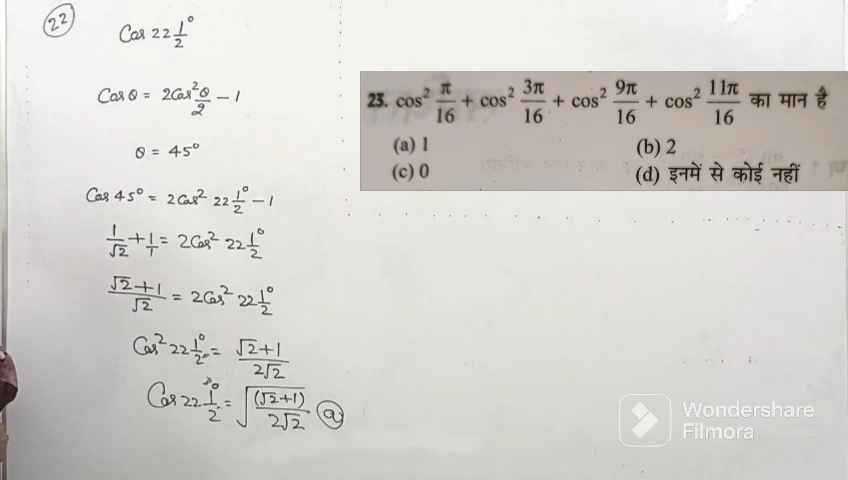 22
Cos 22 1/2°
Cos θ = 2Cos² θ/2 - 1
θ = 45°
Cos 45° = 2Cos² 22 1/2° - 1
1/√2 + 1/1 = 2Cos² 22 1/2°
√2+1/√2 = 2Cos² 22 1/2°
Cos² 22 1/2° = √2+1/2√2
Cos 22 1/2° = √((√2+1)/2√2) (a)
23. cos² π/16 + cos² 3π/16 + cos² 9π/16 + cos² 11π/16 का मान है
(a) 1 (b) 2
(c) 0 (d) इनमें से कोई नहीं
Wondershare
Filmora